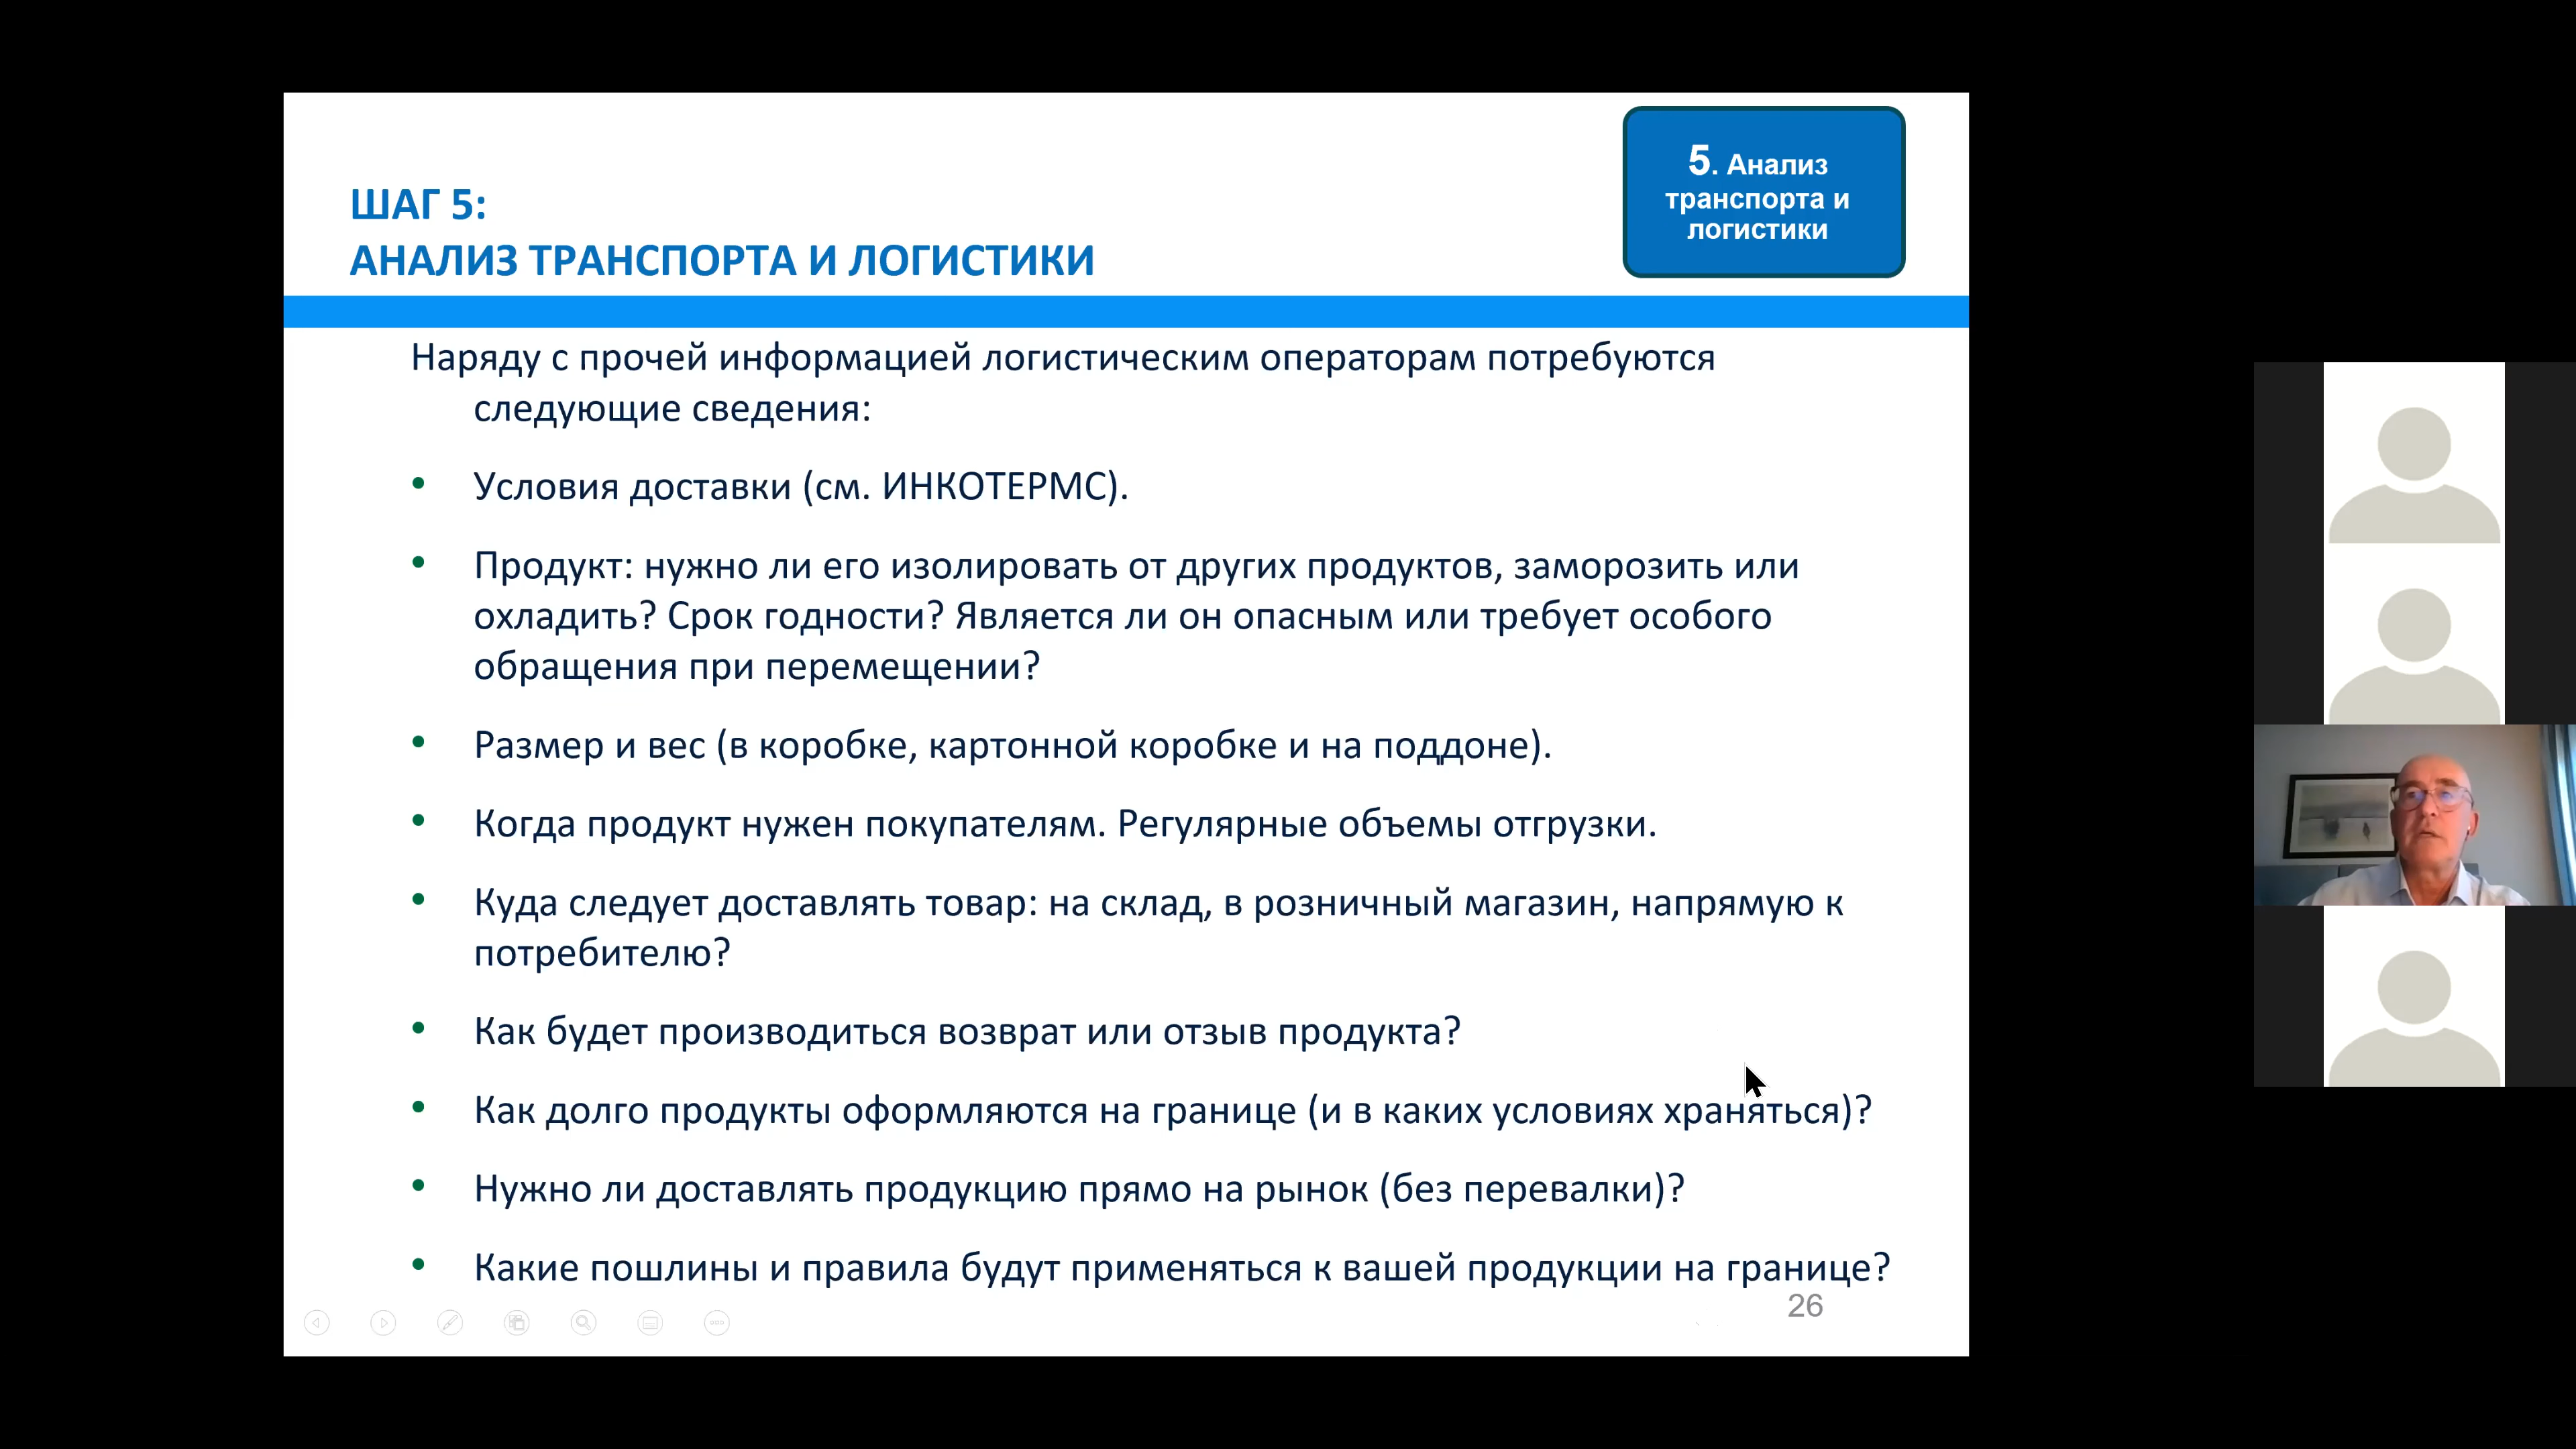 ШАГ 5:
АНАЛИЗ ТРАНСПОРТА И ЛОГИСТИКИ
5. Анализ
транспорта и
логистики
Наряду с прочей информацией логистическим операторам потребуются
следующие сведения:
• Условия доставки (см. ИНКОТЕРМС).
• Продукт: нужно ли его изолировать от других продуктов, заморозить или
охладить? Срок годности? Является ли он опасным или требует особого
обращения при перемещении?
• Размер и вес (в коробке, картонной коробке и на поддоне).
• Когда продукт нужен покупателям. Регулярные объемы отгрузки.
• Куда следует доставлять товар: на склад, в розничный магазин, напрямую к
потребителю?
• Как будет производиться возврат или отзыв продукта?
• Как долго продукты оформляются на границе (и в каких условиях храняться)?
• Нужно ли доставлять продукцию прямо на рынок (без перевалки)?
• Какие пошлины и правила будут применяться к вашей продукции на границе?
26